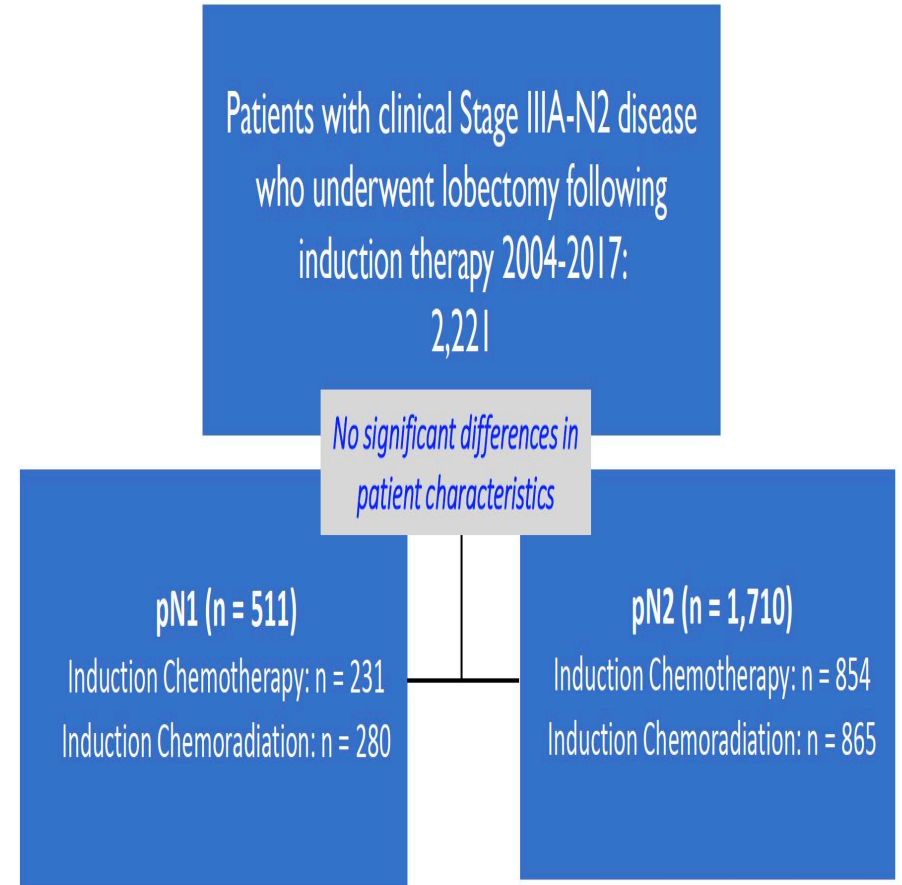 Patients with clinical Stage IIIA-N2 disease
who underwent lobectomy following
induction therapy 2004-2017:
2,221
No significant differences in
patient characteristics
pN1 (n = 511)
Induction Chemotherapy: n = 231
Induction Chemoradiation: n = 280
pN2 (n = 1,710)
Induction Chemotherapy: n = 854
Induction Chemoradiation: n = 865